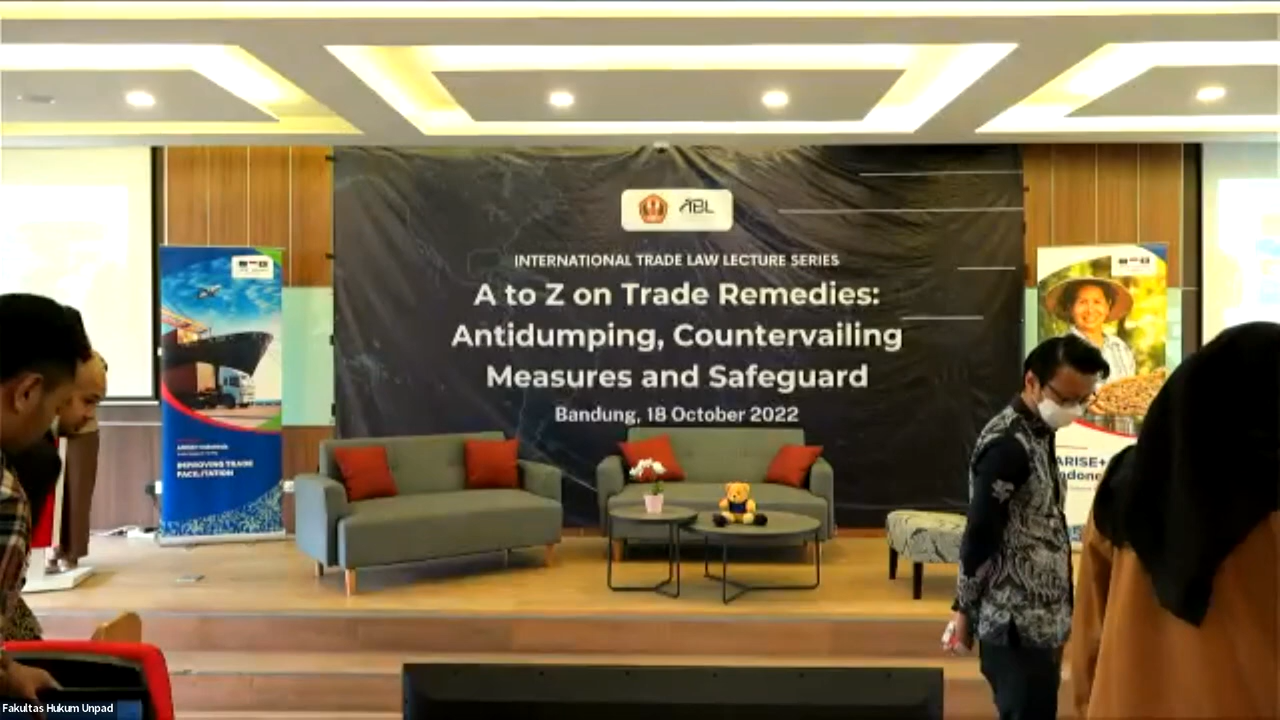 ABL
INTERNATIONAL TRADE LAW LECTURE SERIES
A to Z on Trade Remedies:
Antidumping, Countervailing
Measures and Safeguard
Bandung, 18 October 2022
IMPROVING TRADE
FACILITATION
ARISE+
Indone
Fakultas Hukum Unpad